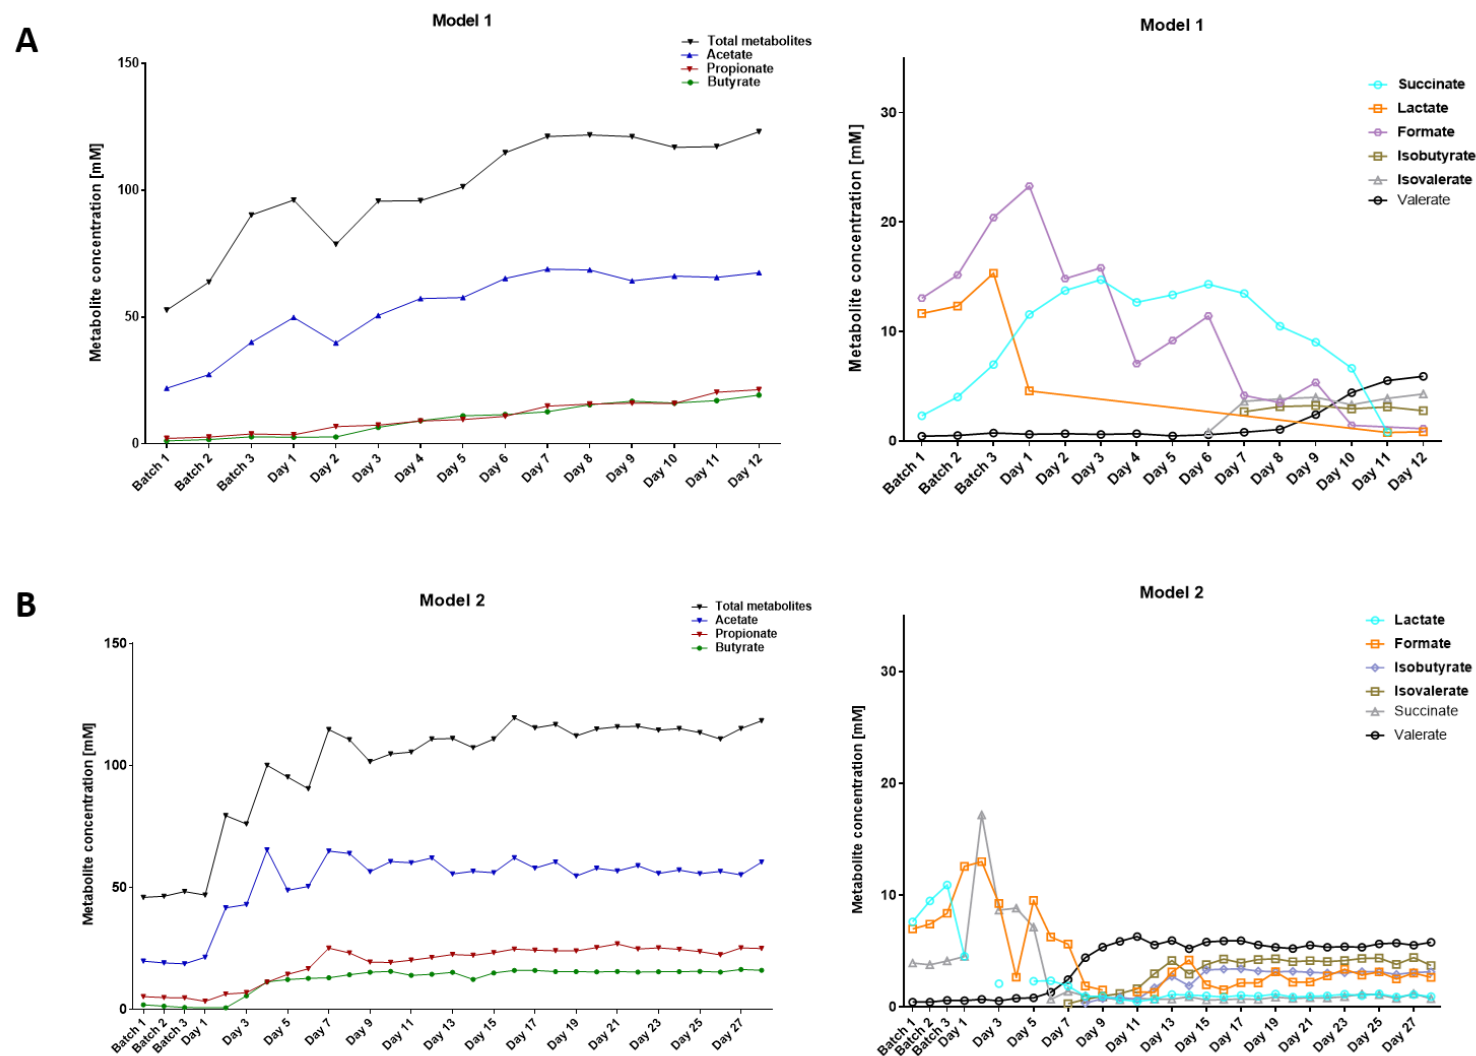 A
Model 1
Total metabolites
Acetate
Propionate
Butyrate
Metabolite concentration [mM]
150
100
50
0
Batch 1 Batch 2 Batch 3 Day 1 Day 2 Day 3 Day 4 Day 5 Day 6 Day 7 Day 8 Day 9 Day 10 Day 11 Day 12
Model 1
Succinate
Lactate
Formate
Isobutyrate
Isovalerate
Valerate
Metabolite concentration [mM]
30
20
10
0
Batch 1 Batch 2 Batch 3 Day 1 Day 2 Day 3 Day 4 Day 5 Day 6 Day 7 Day 8 Day 9 Day 10 Day 11 Day 12
B
Model 2
Total metabolites
Acetate
Propionate
Butyrate
Metabolite concentration [mM]
150
100
50
0
Batch 1 Batch 2 Batch 3 Day 1 Day 3 Day 5 Day 7 Day 9 Day 11 Day 13 Day 15 Day 17 Day 19 Day 21 Day 23 Day 25 Day 27
Model 2
Lactate
Formate
Isobutyrate
Isovalerate
Succinate
Valerate
Metabolite concentration [mM]
30
20
10
0
Batch 1 Batch 2 Batch 3 Day 1 Day 3 Day 5 Day 7 Day 9 Day 11 Day 13 Day 15 Day 17 Day 19 Day 21 Day 23 Day 25 Day 27